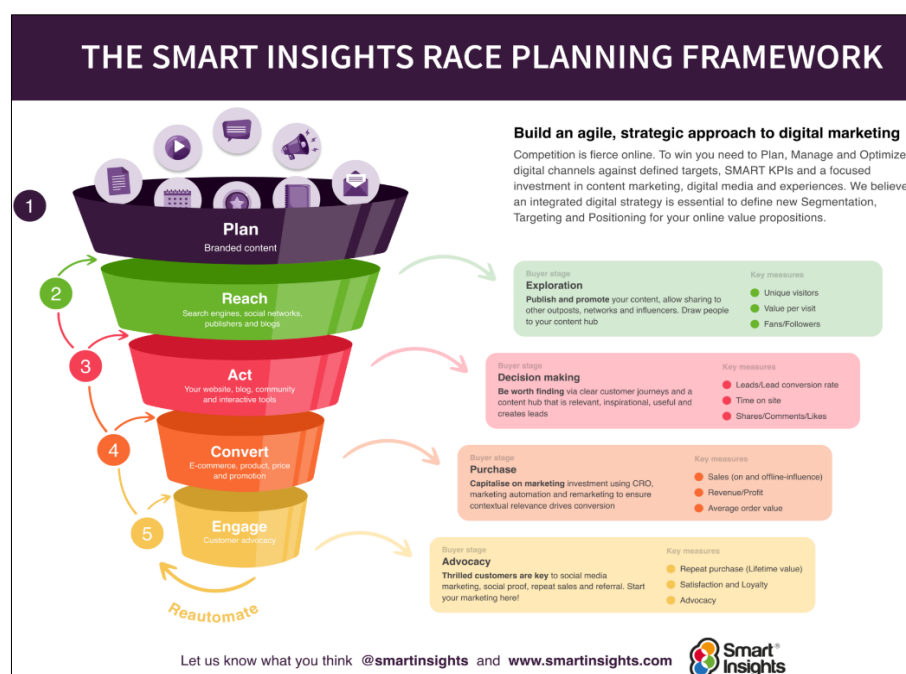 THE SMART INSIGHTS RACE PLANNING FRAMEWORK
Build an agile, strategic approach to digital marketing
Competition is fierce online. To win you need to Plan, Manage and Optimize
digital channels against defined targets, SMART KPIs and a focused
investment in content marketing, digital media and experiences. We believe
an integrated digital strategy is essential to define new Segmentation,
Targeting and Positioning for your online value propositions.
1
Plan
Branded content
2
Reach
Search engines, social networks,
publishers and blogs
Buyer stage
Exploration
Publish and promote your content, allow sharing to
other outposts, networks and influencers. Draw people
to your content hub
Key measures
Unique visitors
Value per visit
Fans/Followers
3
Act
Your website, blog, community
and interactive tools
Buyer stage
Decision making
Be worth finding via clear customer journeys and a
content hub that is relevant, inspirational, useful and
creates leads
Key measures
Leads/Lead conversion rate
Time on site
Shares/Comments/Likes
4
Convert
E-commerce, product, price
and promotion
Buyer stage
Purchase
Capitalise on marketing investment using CRO,
marketing automation and remarketing to ensure
contextual relevance drives conversion
Key measures
Sales (on and offline-influence)
Revenue/Profit
Average order value
5
Engage
Customer advocacy
Buyer stage
Advocacy
Thrilled customers are key to social media
marketing, social proof, repeat sales and referral. Start
your marketing here!
Key measures
Repeat purchase (Lifetime value)
Satisfaction and Loyalty
Advocacy
Reautomate
Let us know what you think @smartinsights and www.smartinsights.com
Smart
Insights